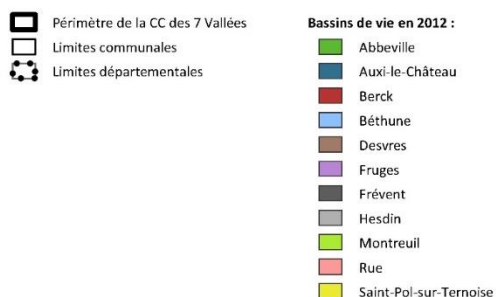 Périmètre de la CC des 7 Vallées
Limites communales
Limites départementales
Bassins de vie en 2012 :
Abbeville
Auxi-le-Château
Berck
Béthune
Desvres
Fruges
Frévent
Hesdin
Montreuil
Rue
Saint-Pol-sur-Ternoise